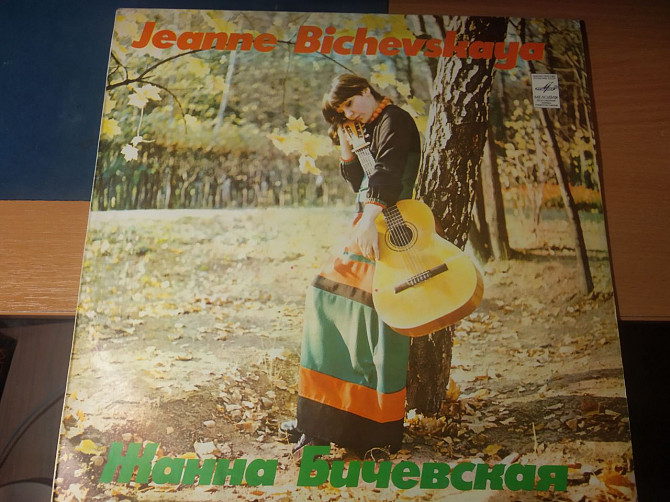 Jeanne Bichevskaya
Жанна Бичевская